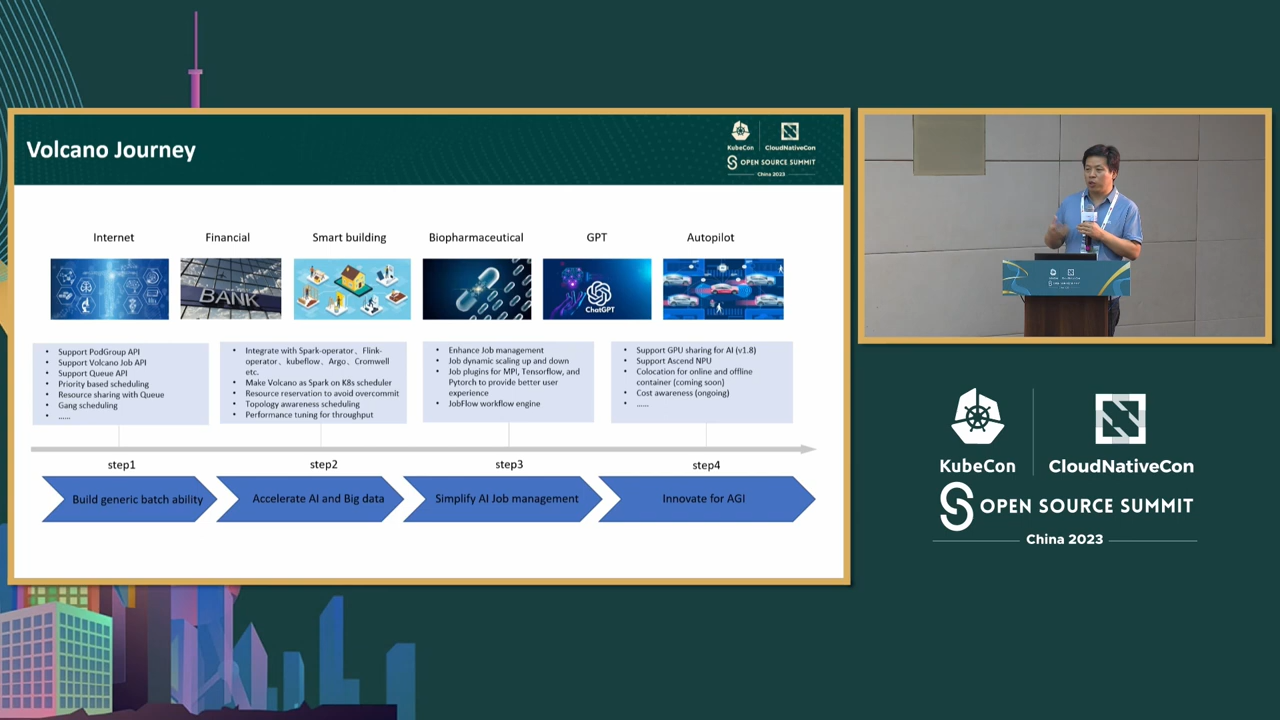 Volcano Journey
KubeCon
CloudNativeCon
OPEN SOURCE SUMMIT
China 2023
Internet
Financial
Smart building
Biopharmaceutical
GPT
Autopilot
BANK
ChatGPT
• Support PodGroup API
• Support Volcano Job API
• Support Queue API
• Priority based scheduling
• Resource sharing with Queue
• Gang scheduling
• ......
• Integrate with Spark-operator、Flink-
operator、kubeflow、Argo、Cromwell
etc.
• Make Volcano as Spark on K8s scheduler
• Resource reservation to avoid overcommit
• Topology awareness scheduling
• Performance tuning for throughput
• Enhance Job management
• Job dynamic scaling up and down
• Job plugins for MPI, Tensorflow, and
Pytorch to provide better user
experience
• JobFlow workflow engine
• Support GPU sharing for AI (v1.8)
• Support Ascend NPU
• Colocation for online and offline
container (coming soon)
• Cost awareness (ongoing)
• ......
step1
step2
step3
step4
Build generic batch ability
Accelerate AI and Big data
Simplify AI Job management
Innovate for AGI
KubeCon
CloudNativeCon
OPEN SOURCE SUMMIT
China 2023